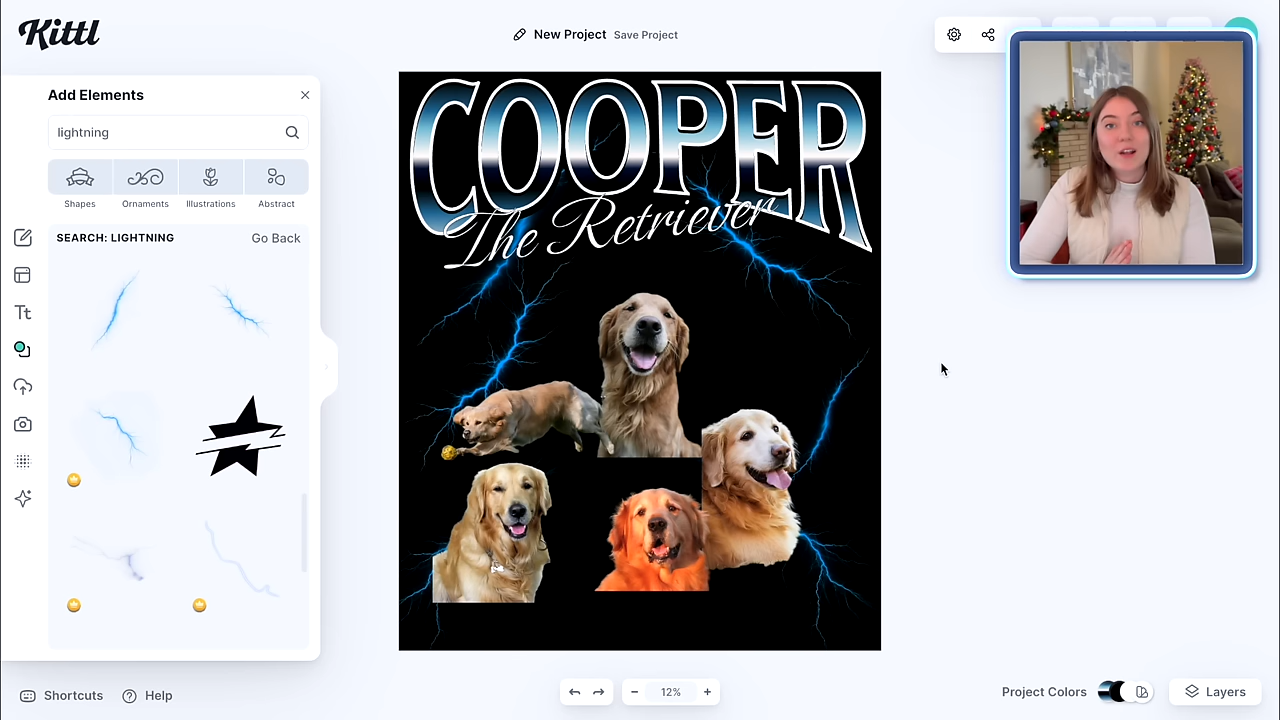 Kittl
New Project Save Project
Add Elements
lightning
Shapes Ornaments Illustrations Abstract
SEARCH: LIGHTNING Go Back
COOPER
The Retriever
Shortcuts Help
12%
Project Colors Layers